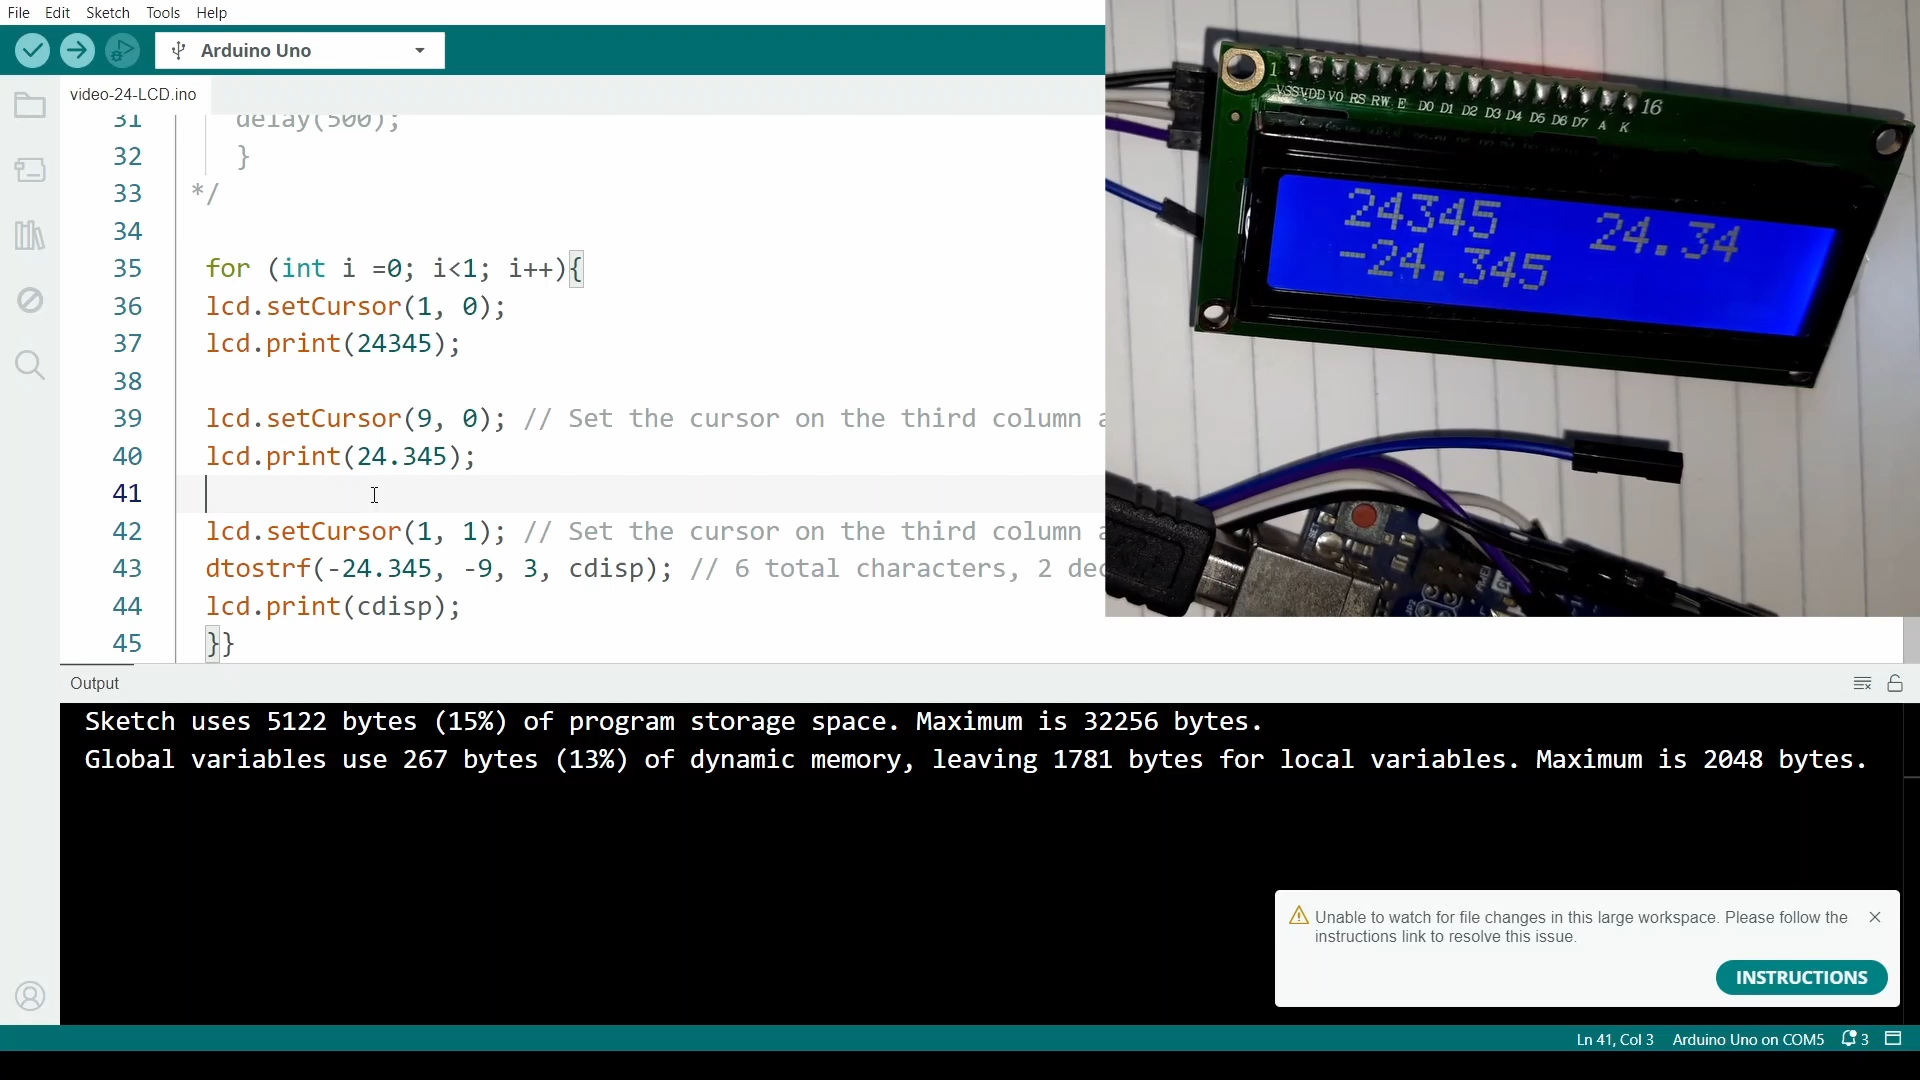 File Edit Sketch Tools Help
Arduino Uno
video-24-LCD.ino
31 delay(500);
32 }
33 */
34
35 for (int i =0; i<1; i++){
36 lcd.setCursor(1, 0);
37 lcd.print(24345);
38
39 lcd.setCursor(9, 0); // Set the cursor on the third column a
40 lcd.print(24.345);
41
42 lcd.setCursor(1, 1); // Set the cursor on the third column a
43 dtostrf(-24.345, -9, 3, cdisp); // 6 total characters, 2 dec
44 lcd.print(cdisp);
45 }}
1 16
VSS VDD V0 RS RW E D0 D1 D2 D3 D4 D5 D6 D7 A K
24345 24.34
-24.345
Output
Sketch uses 5122 bytes (15%) of program storage space. Maximum is 32256 bytes.
Global variables use 267 bytes (13%) of dynamic memory, leaving 1781 bytes for local variables. Maximum is 2048 bytes.
Unable to watch for file changes in this large workspace. Please follow the
instructions link to resolve this issue.
INSTRUCTIONS
Ln 41, Col 3 Arduino Uno on COM5 3